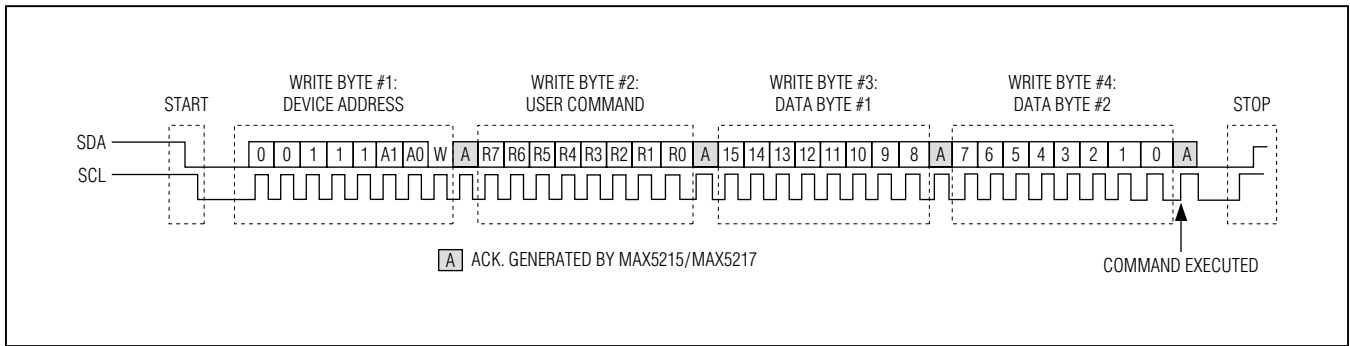 START
WRITE BYTE #1:
DEVICE ADDRESS
WRITE BYTE #2:
USER COMMAND
WRITE BYTE #3:
DATA BYTE #1
WRITE BYTE #4:
DATA BYTE #2
STOP
SDA
0 0 1 1 1 A1 A0 W A R7 R6 R5 R4 R3 R2 R1 R0 A 15 14 13 12 11 10 9 8 A 7 6 5 4 3 2 1 0 A
SCL
A ACK. GENERATED BY MAX5215/MAX5217
COMMAND EXECUTED